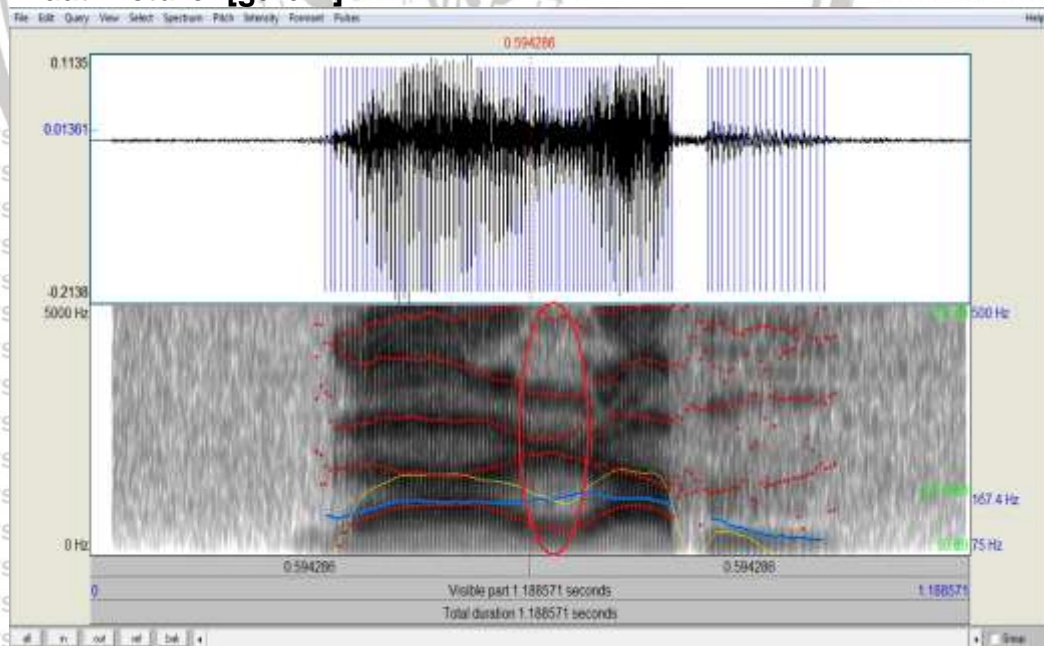 File Edit Query View Select Spectrum Pitch Intensity Formant Pulses Help
0.594286
0.1135
0.01361
-0.2138
5000 Hz 500 Hz
167.4 Hz
0 Hz 75 Hz
0.594286 0.594286
0 Visible part 1.188571 seconds 1.188571
Total duration 1.188571 seconds
all in out sel bak Group